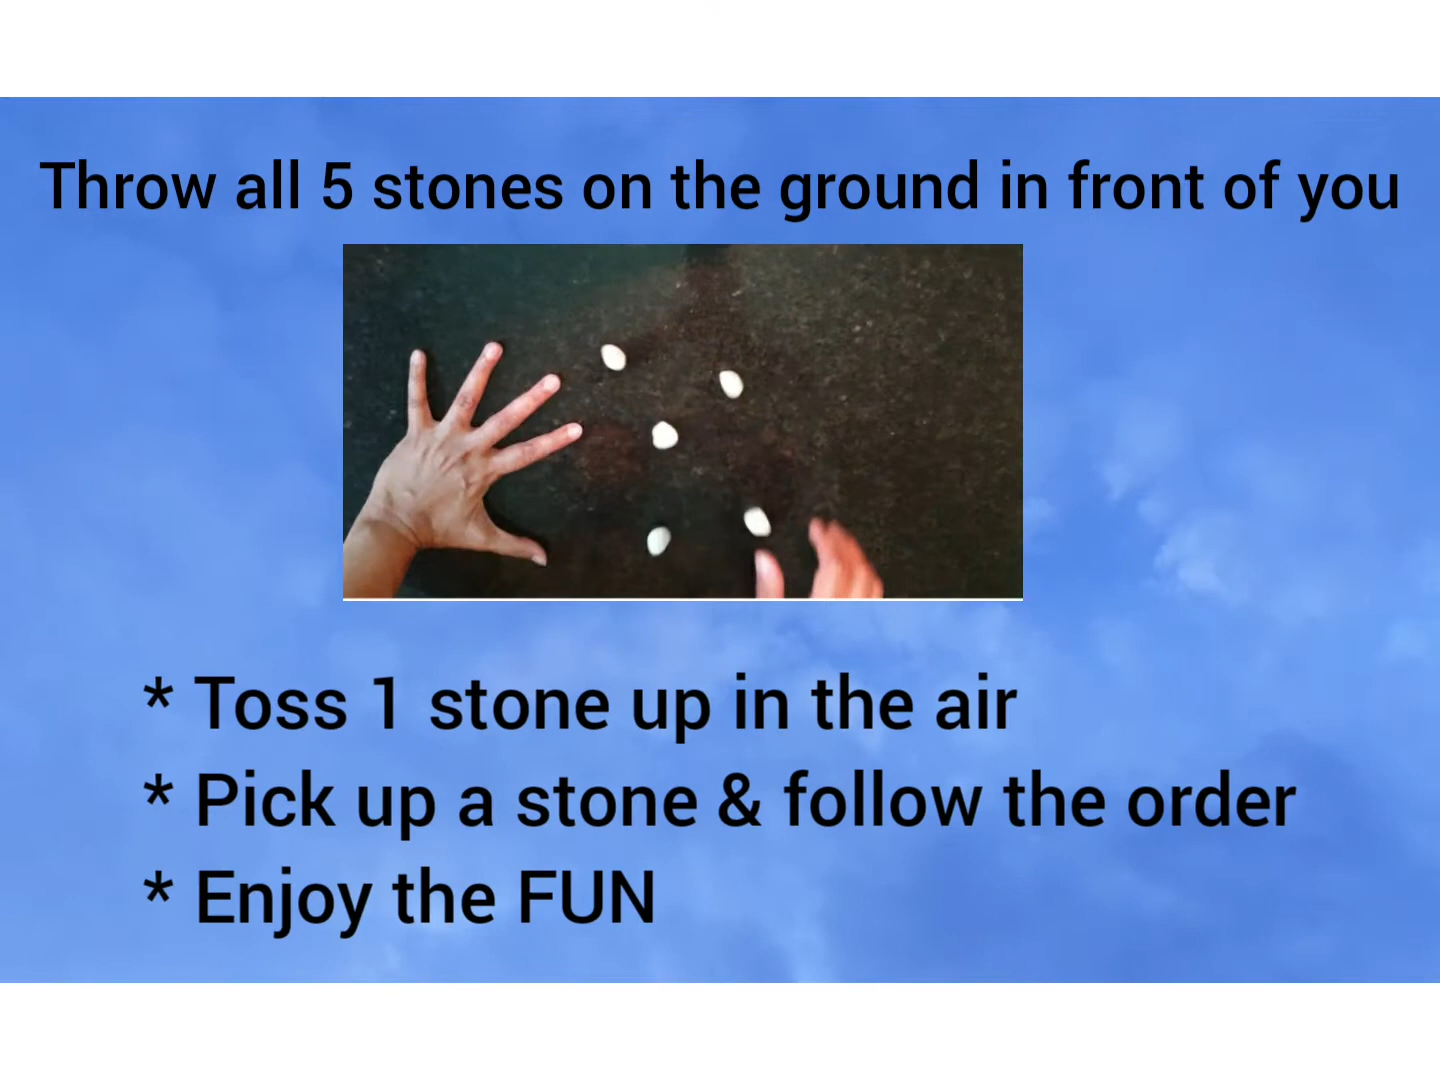 Throw all 5 stones on the ground in front of you
* Toss 1 stone up in the air
* Pick up a stone & follow the order
* Enjoy the FUN